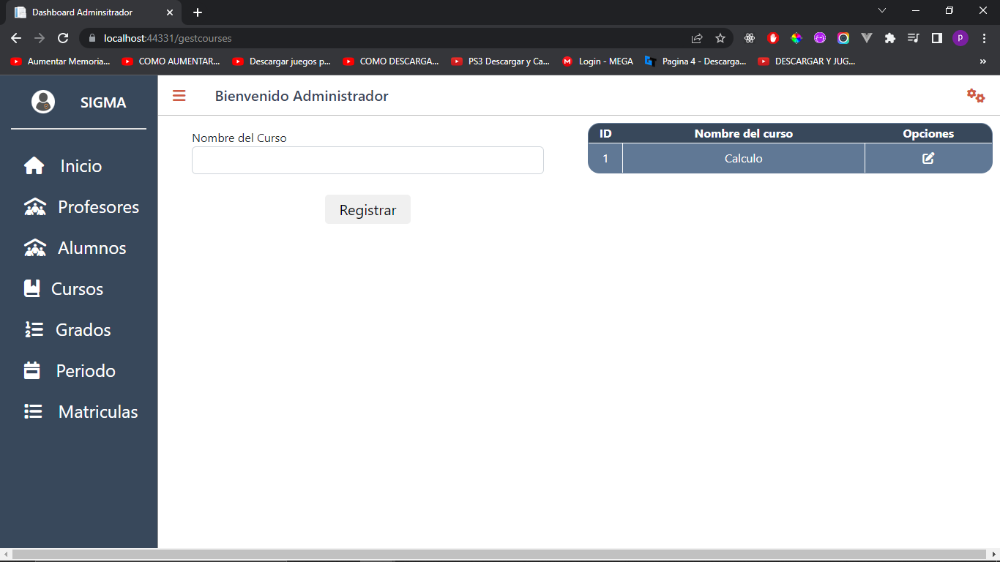 Dashboard Adminsitrador
localhost:44331/gestcourses
p
Aumentar Memoria... COMO AUMENTAR... Descargar juegos p... COMO DESCARGA... PS3 Descargar y Ca... Login - MEGA Pagina 4 - Descarga... DESCARGAR Y JUG... »
SIGMA
Bienvenido Administrador
Inicio
Profesores
Alumnos
Cursos
Grados
Periodo
Matriculas
Nombre del Curso
Registrar
ID Nombre del curso Opciones
1 Calculo